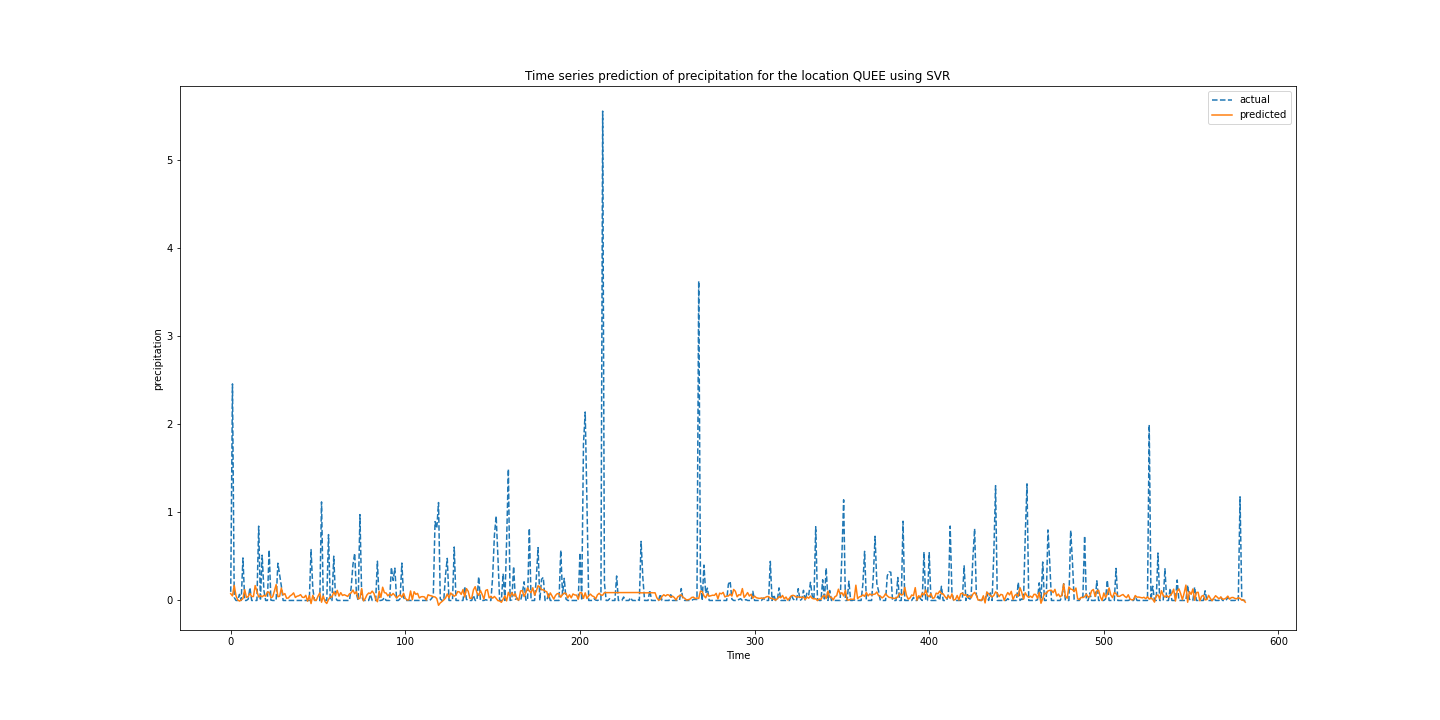 Time series prediction of precipitation for the location QUEE using SVR
actual
predicted
5
4
3
2
1
0
precipitation
0 100 200 300 400 500 600
Time